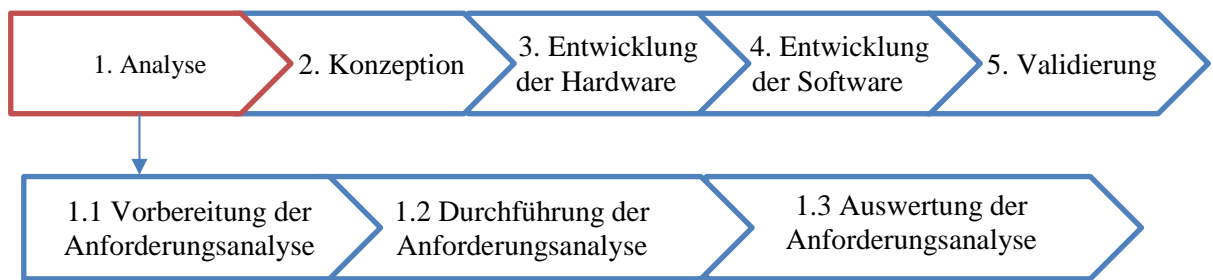 1. Analyse
2. Konzeption
3. Entwicklung
der Hardware
4. Entwicklung
der Software
5. Validierung
1.1 Vorbereitung der
Anforderungsanalyse
1.2 Durchführung der
Anforderungsanalyse
1.3 Auswertung der
Anforderungsanalyse